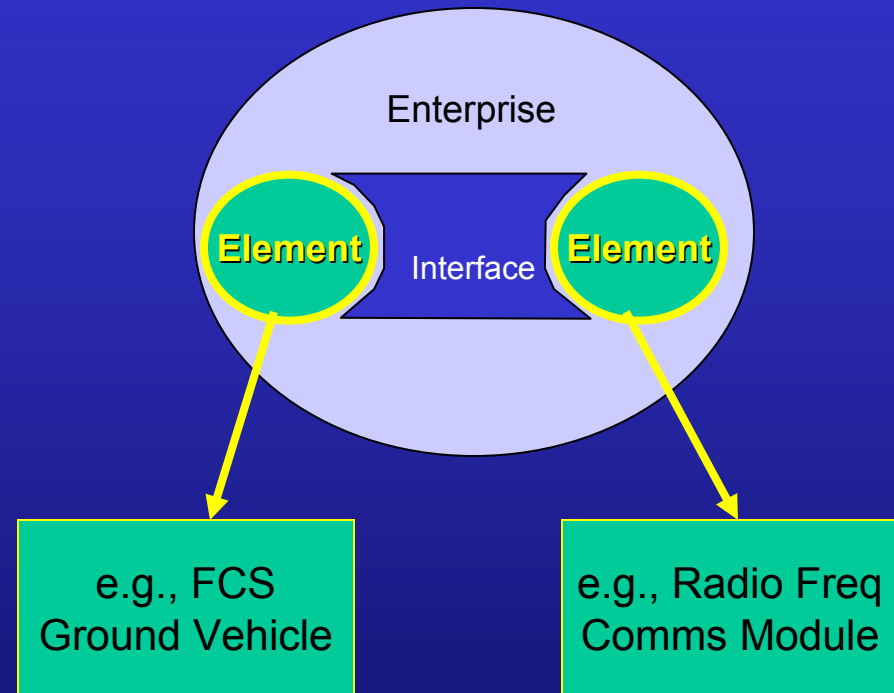 Enterprise
Element
Interface
Element
e.g., FCS
Ground Vehicle
e.g., Radio Freq
Comms Module